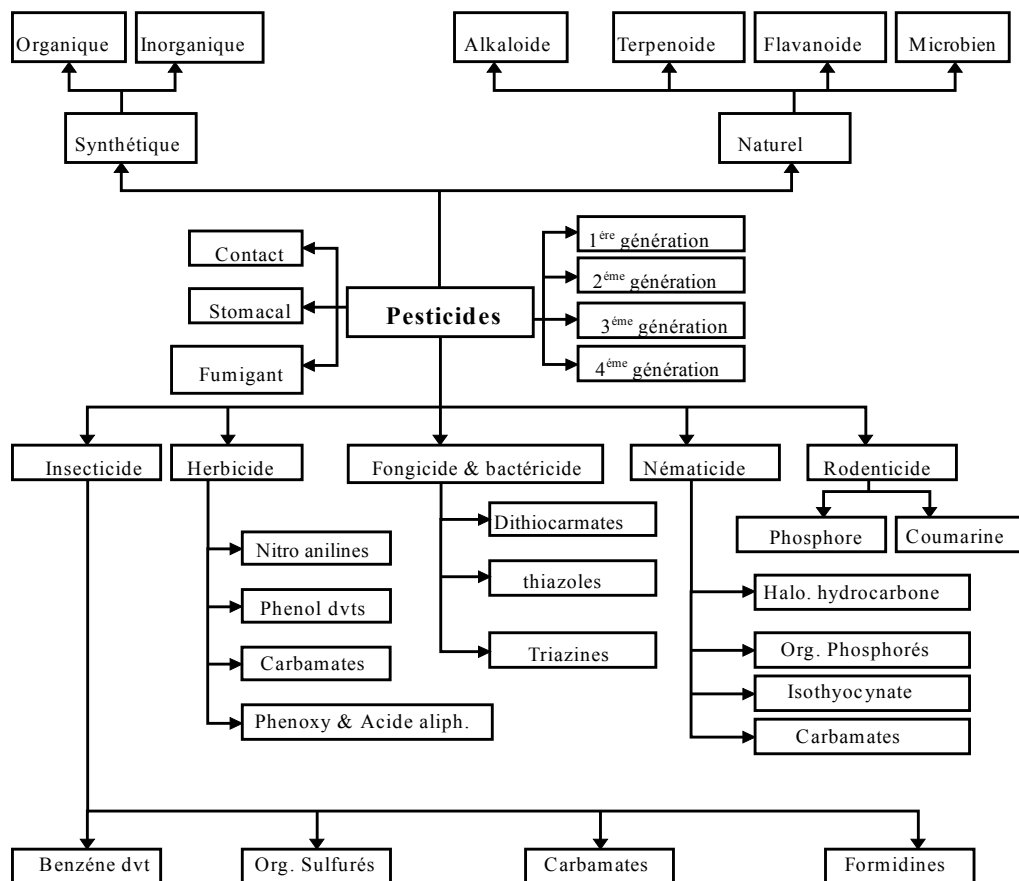 Organique
Inorganique
Alkaloide
Terpenoide
Flavanoide
Microbien
Synthétique
Naturel
Contact
Stomacal
Fumigant
Pesticides
1ére génération
2éme génération
3éme génération
4éme génération
Insecticide
Herbicide
Fongicide & bactéricide
Nématicide
Rodenticide
Nitro anilines
Phenol dvts
Carbamates
Phenoxy & Acide aliph.
Dithiocarmates
thiazoles
Triazines
Phosphore
Coumarine
Halo. hydrocarbone
Org. Phosphorés
Isothyocynate
Carbamates
Benzéne dvt
Org. Sulfurés
Carbamates
Formidines